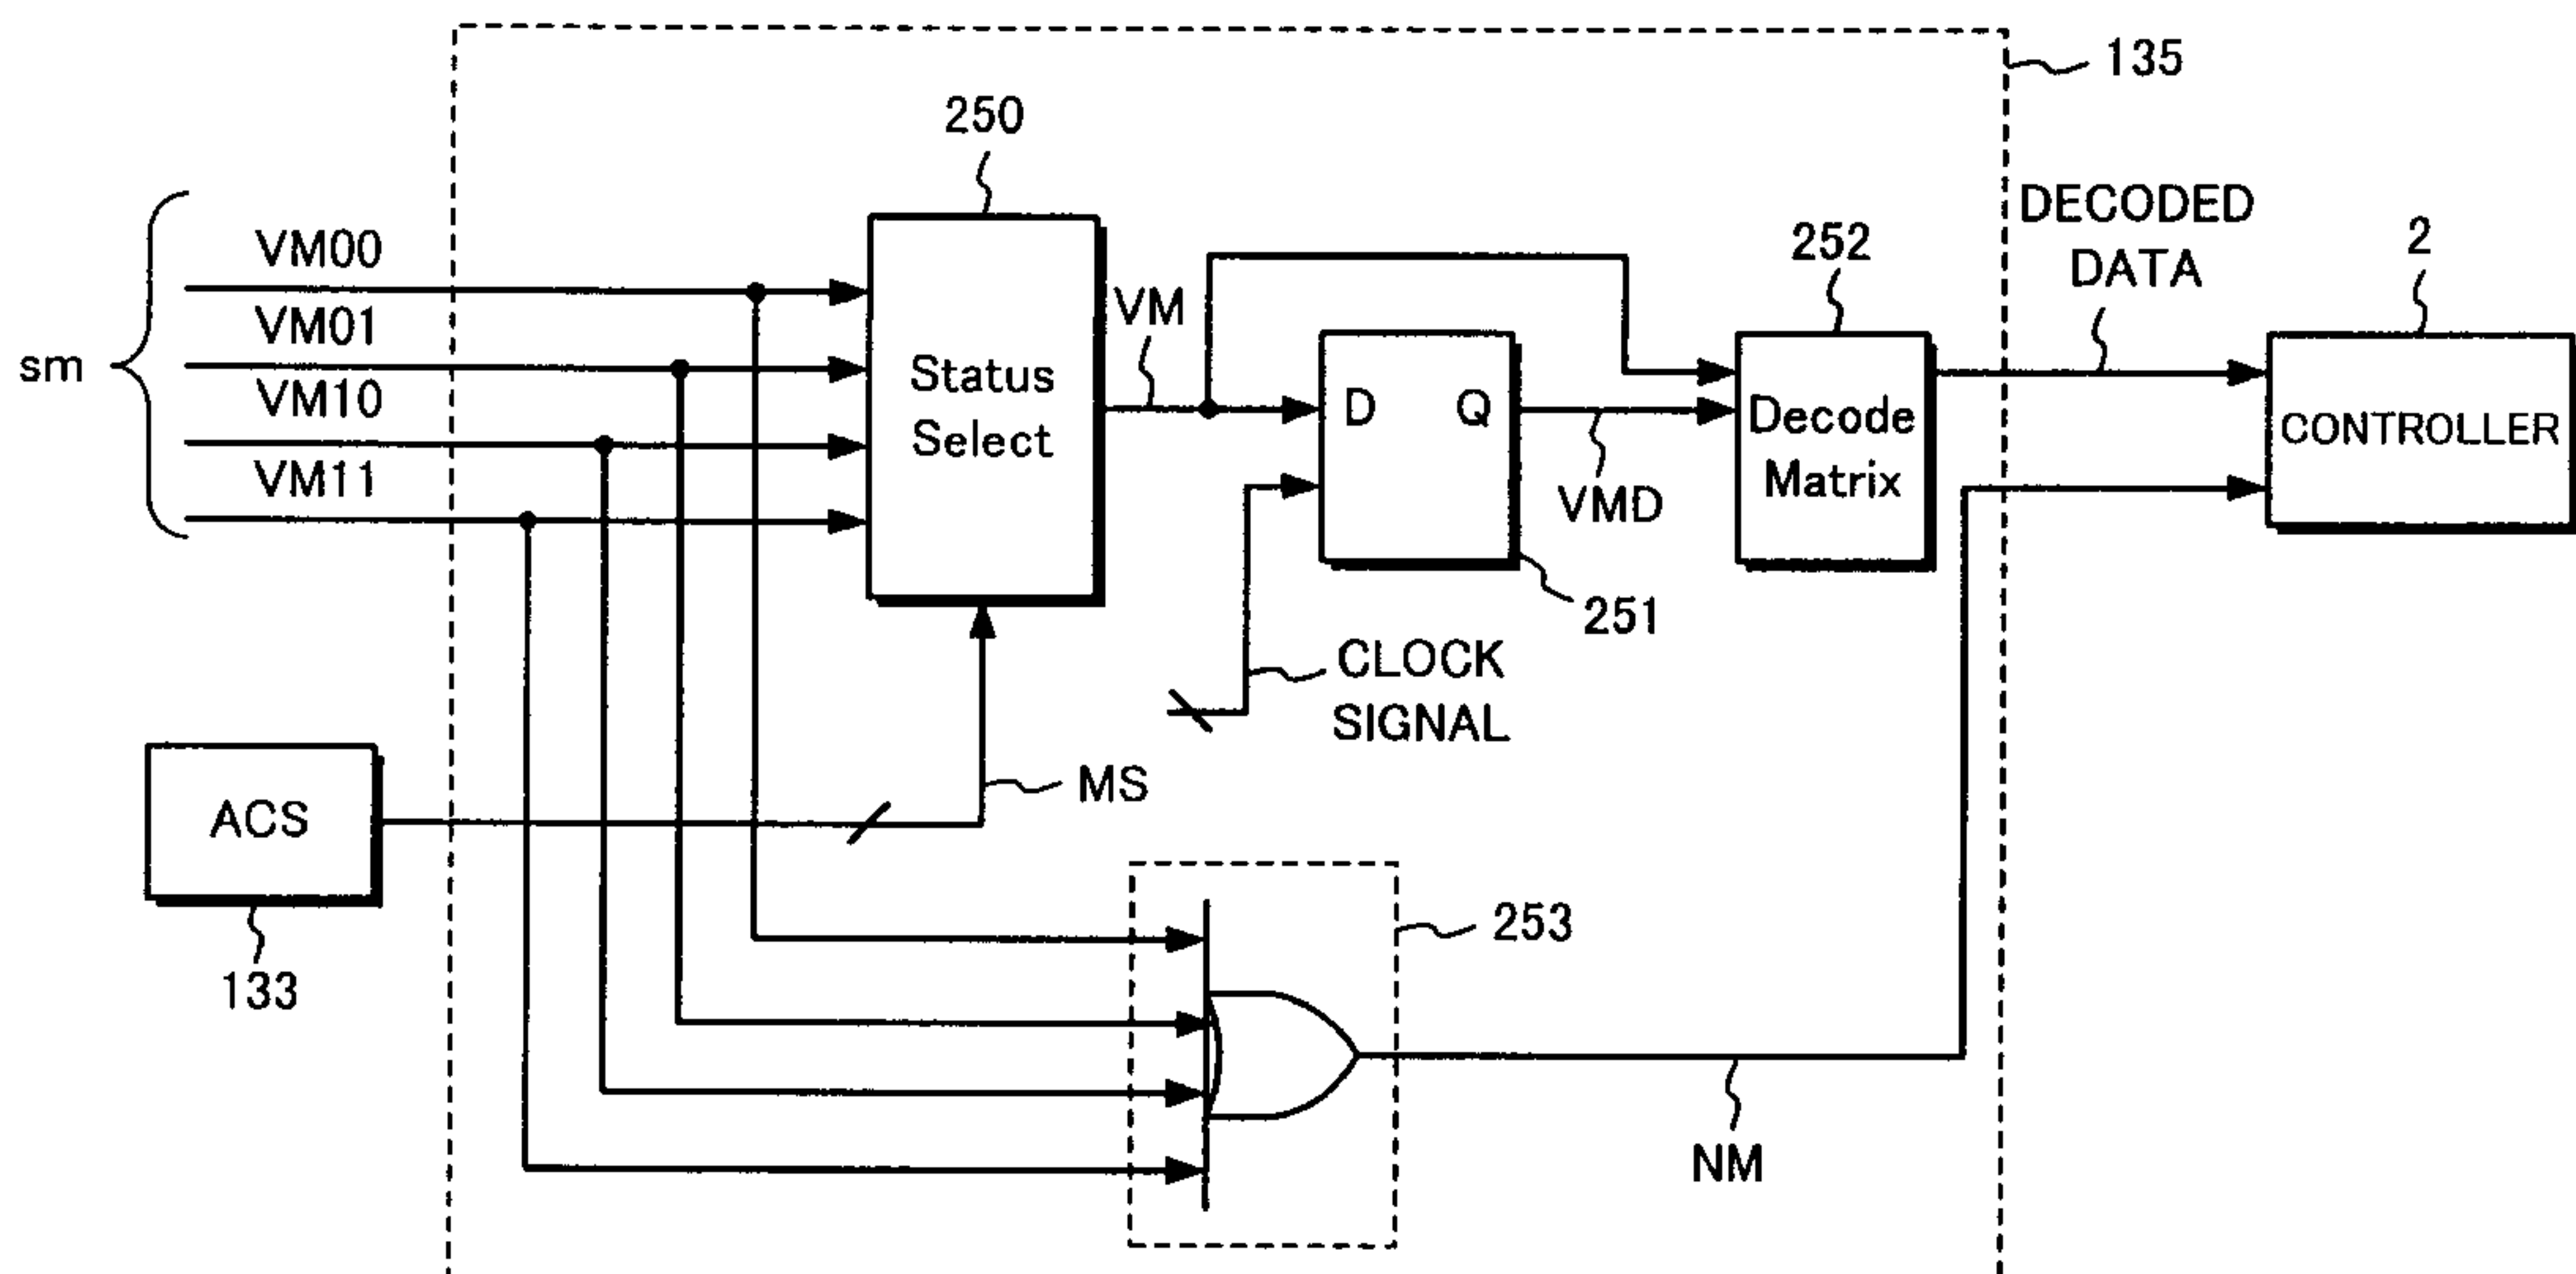 135
250
DECODED
DATA
252
2
sm
VM00
VM01
VM10
VM11
Status
Select
VM
D
Q
VMD
Decode
Matrix
CONTROLLER
251
CLOCK
SIGNAL
MS
ACS
133
253
NM